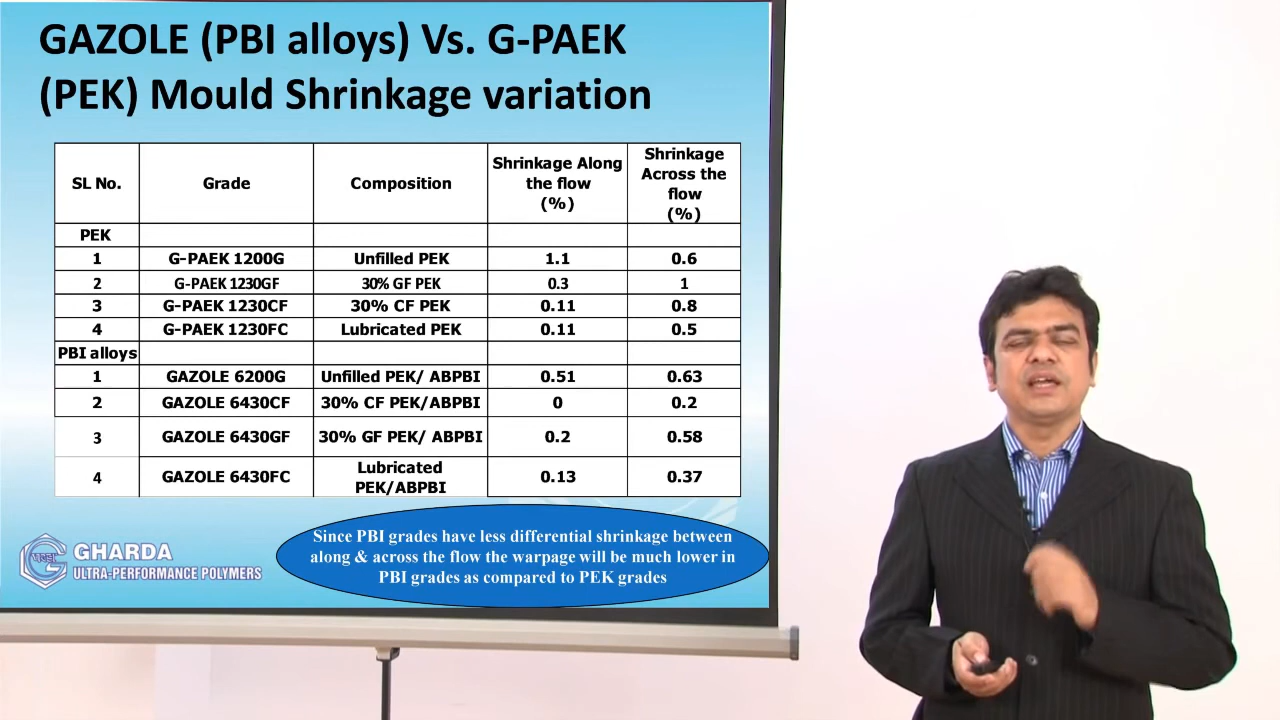 GAZOLE (PBI alloys) Vs. G-PAEK
(PEK) Mould Shrinkage variation
SL No. Grade Composition Shrinkage Along the flow (%) Shrinkage Across the flow (%)
PEK
1 G-PAEK 1200G Unfilled PEK 1.1 0.6
2 G-PAEK 1230GF 30% GF PEK 0.3 1
3 G-PAEK 1230CF 30% CF PEK 0.11 0.8
4 G-PAEK 1230FC Lubricated PEK 0.11 0.5
PBI alloys
1 GAZOLE 6200G Unfilled PEK/ ABPBI 0.51 0.63
2 GAZOLE 6430CF 30% CF PEK/ABPBI 0 0.2
3 GAZOLE 6430GF 30% GF PEK/ ABPBI 0.2 0.58
4 GAZOLE 6430FC Lubricated PEK/ABPBI 0.13 0.37
Since PBI grades have less differential shrinkage between
along & across the flow the warpage will be much lower in
PBI grades as compared to PEK grades
GHARDA
ULTRA-PERFORMANCE POLYMERS